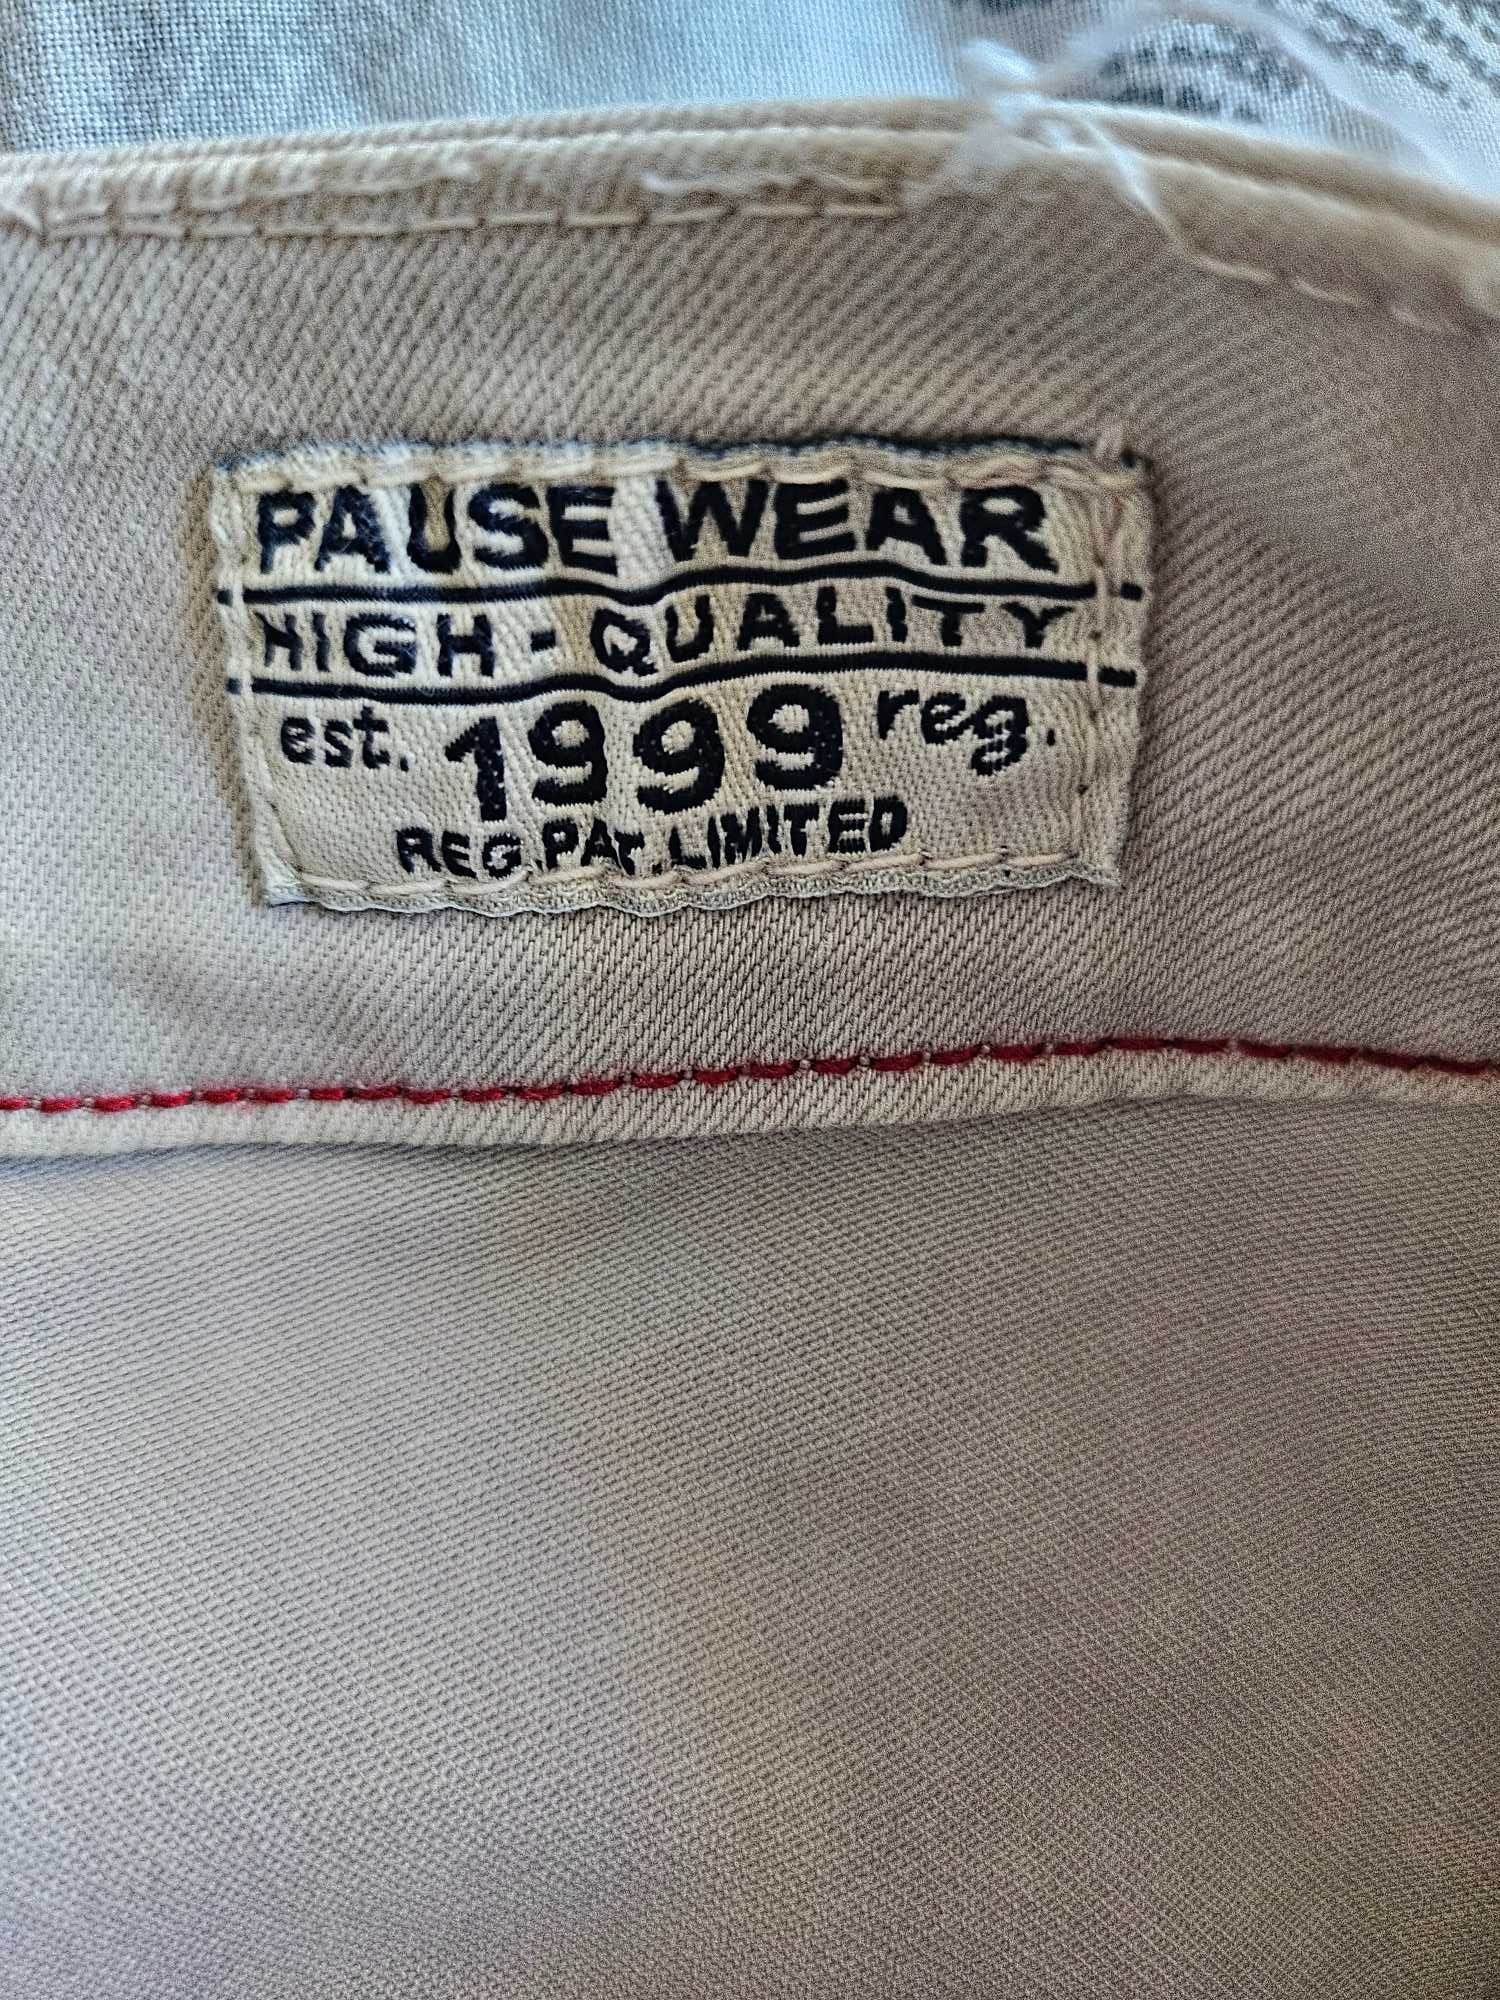 PAUSE WEAR
HIGH - QUALITY
est. 1999 reg.
REG.PAT.LIMITED